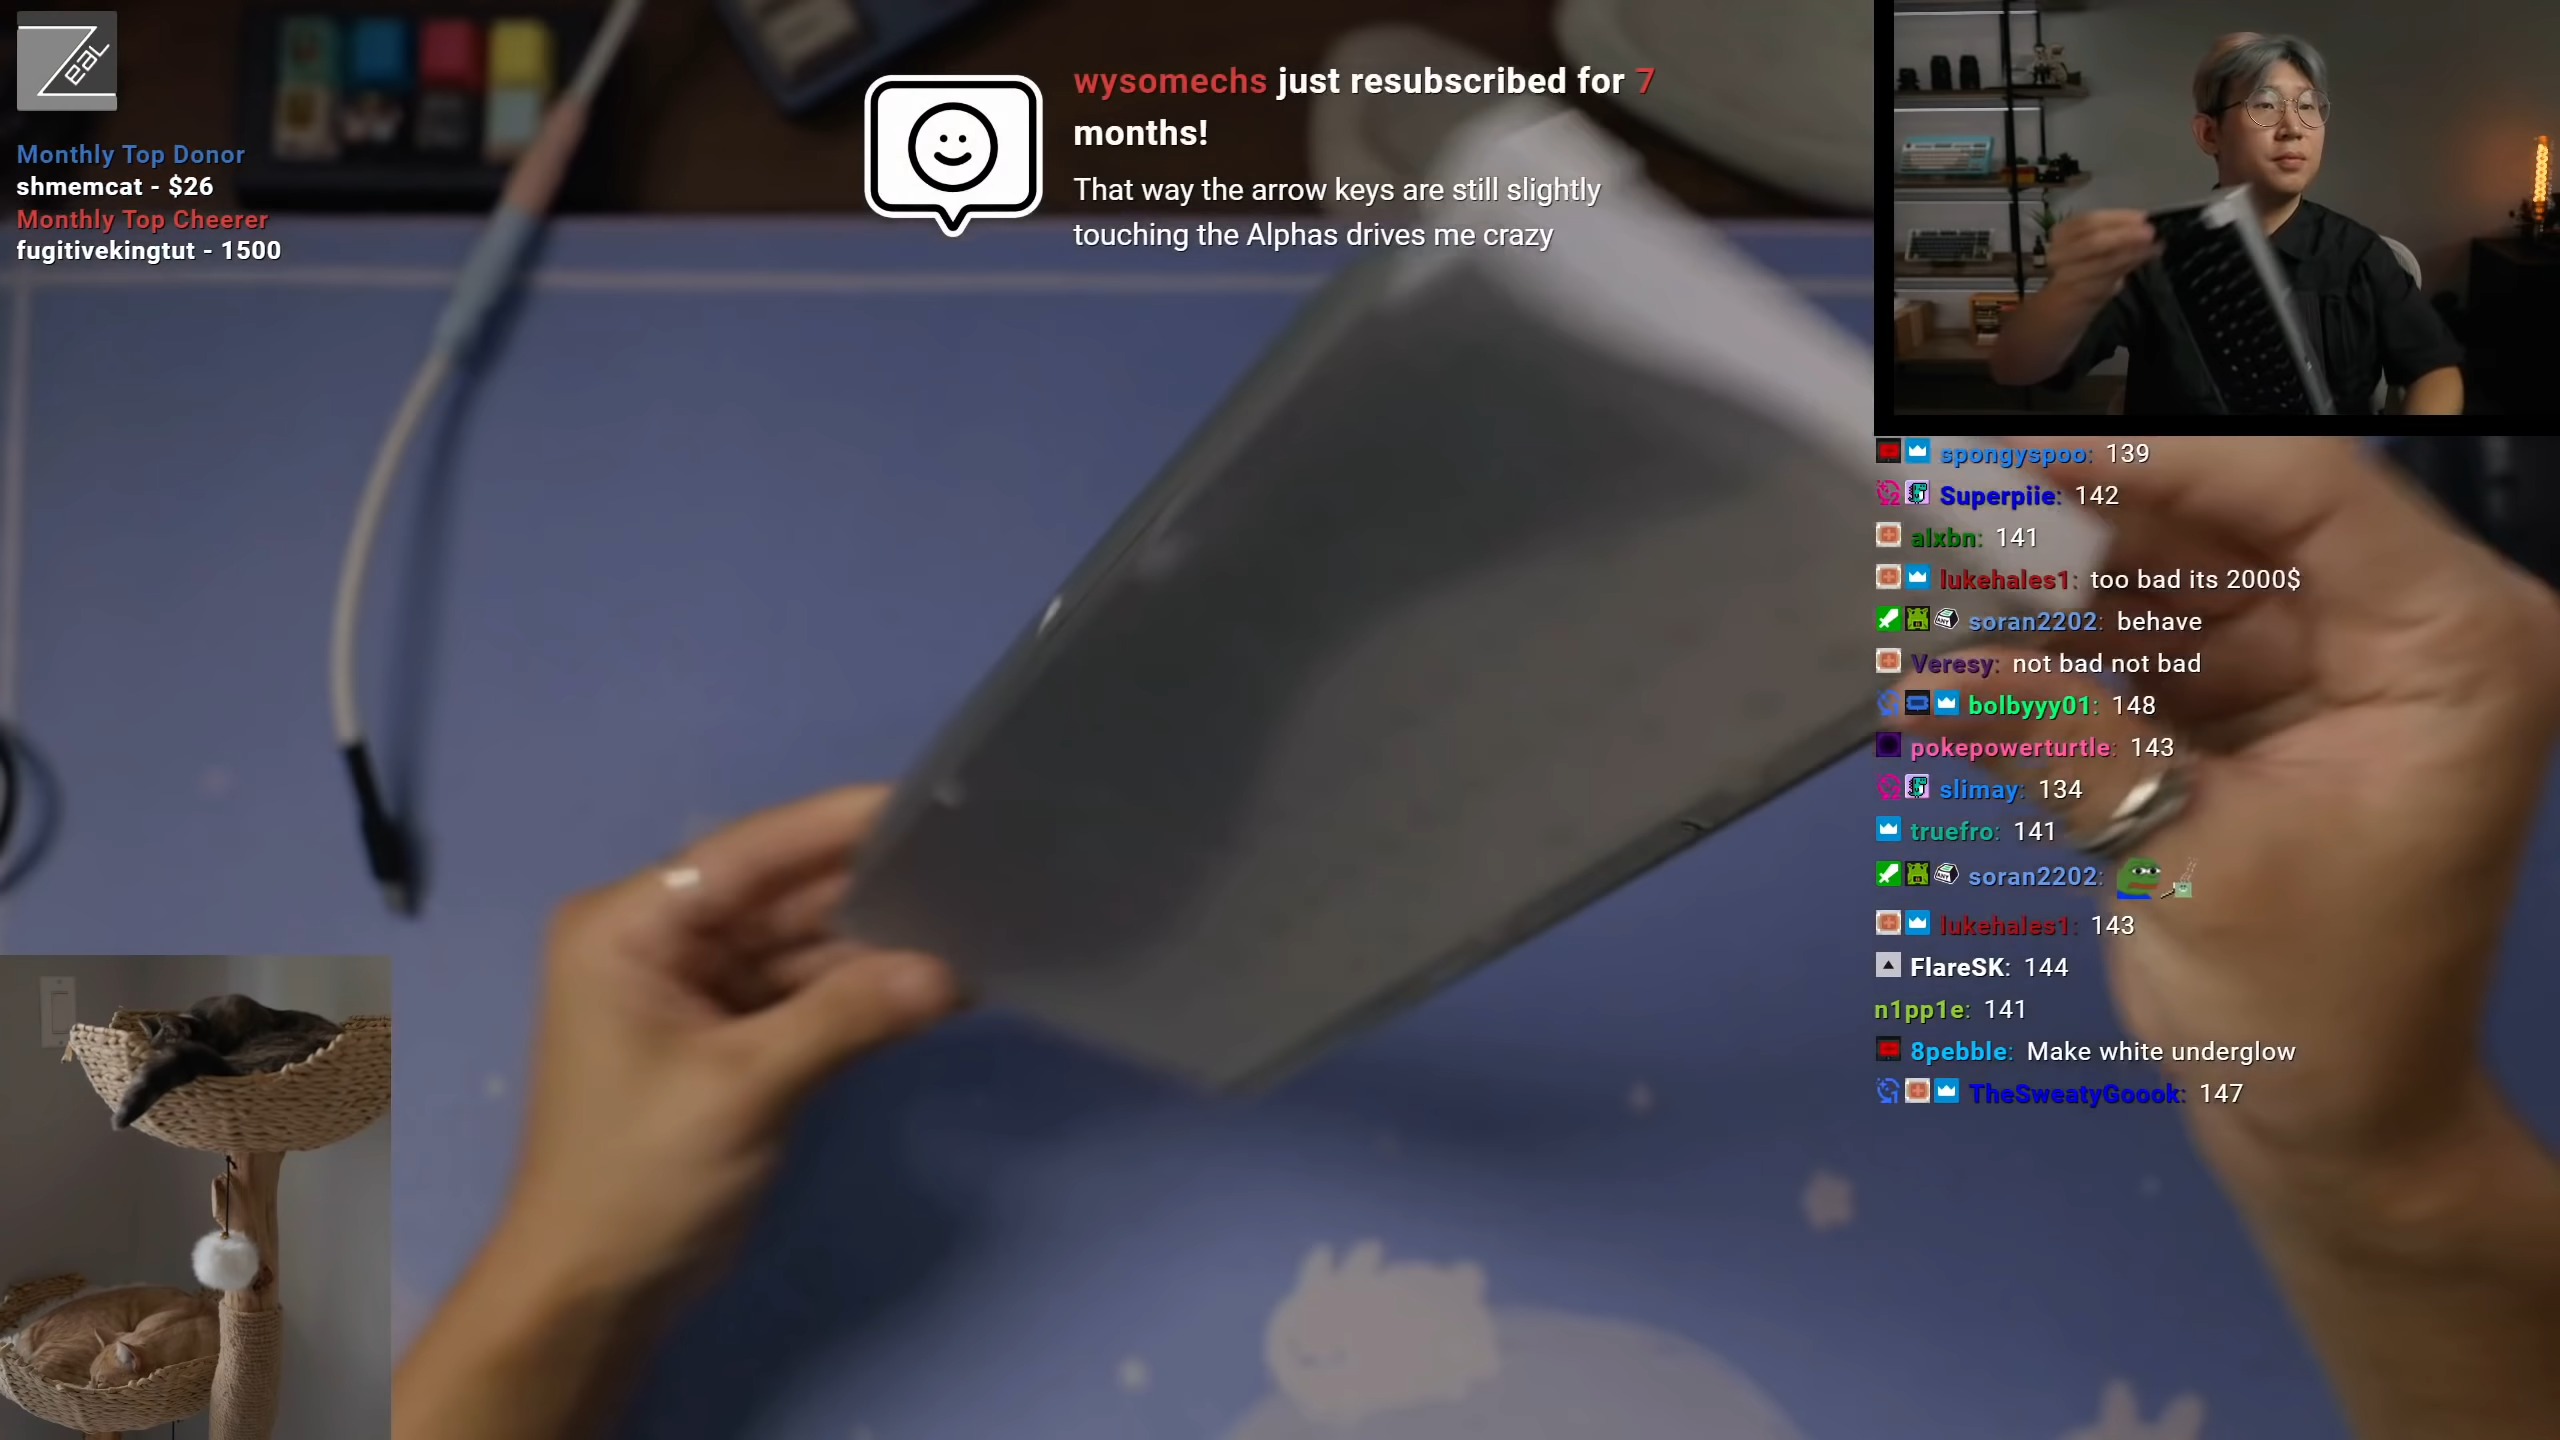 Zeal
Monthly Top Donor
shmemcat - $26
Monthly Top Cheerer
fugitivekingtut - 1500
wysomechs just resubscribed for 7
months!
That way the arrow keys are still slightly
touching the Alphas drives me crazy
spongyspoo: 139
Superpiie: 142
alxbn: 141
lukehales1: too bad its 2000$
soran2202: behave
Veresy: not bad not bad
bolbyyy01: 148
pokepowerturtle: 143
slimay: 134
truefro: 141
soran2202:
lukehales1: 143
FlareSK: 144
n1pp1e: 141
8pebble: Make white underglow
TheSweatyGoook: 147